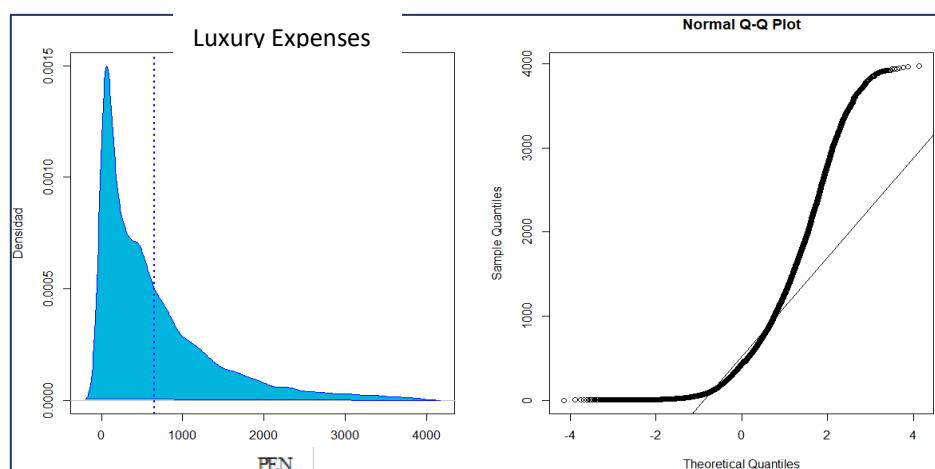 Luxury Expenses
Densidad
0.0015
0.0010
0.0005
0.0000
0 1000 2000 3000 4000
PEN
Normal Q-Q Plot
Sample Quantiles
4000
3000
2000
1000
0
-4 -2 0 2 4
Theoretical Quantiles